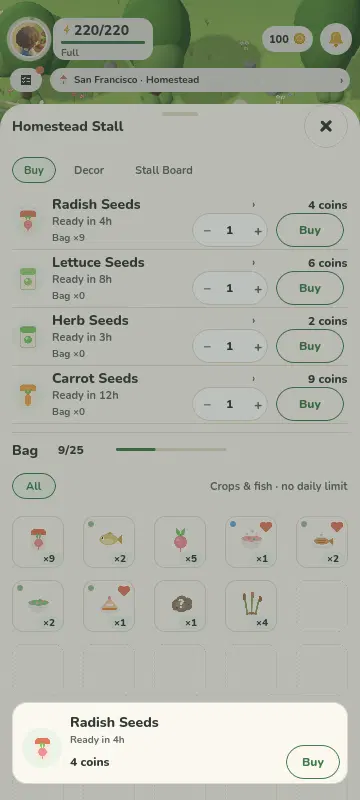 220/220
Full
100
San Francisco · Homestead ›
Homestead Stall
Buy Decor Stall Board
Radish Seeds › 4 coins
Ready in 4h
Bag ×9 − 1 + Buy
Lettuce Seeds › 6 coins
Ready in 8h
Bag ×0 − 1 + Buy
Herb Seeds › 2 coins
Ready in 3h
Bag ×0 − 1 + Buy
Carrot Seeds › 9 coins
Ready in 12h
Bag ×0 − 1 + Buy
Bag 9/25
All Crops & fish · no daily limit
×9 ×2 ×5 ×1 ×2
×2 ×1 ×1 ×4
Radish Seeds
Ready in 4h
4 coins Buy